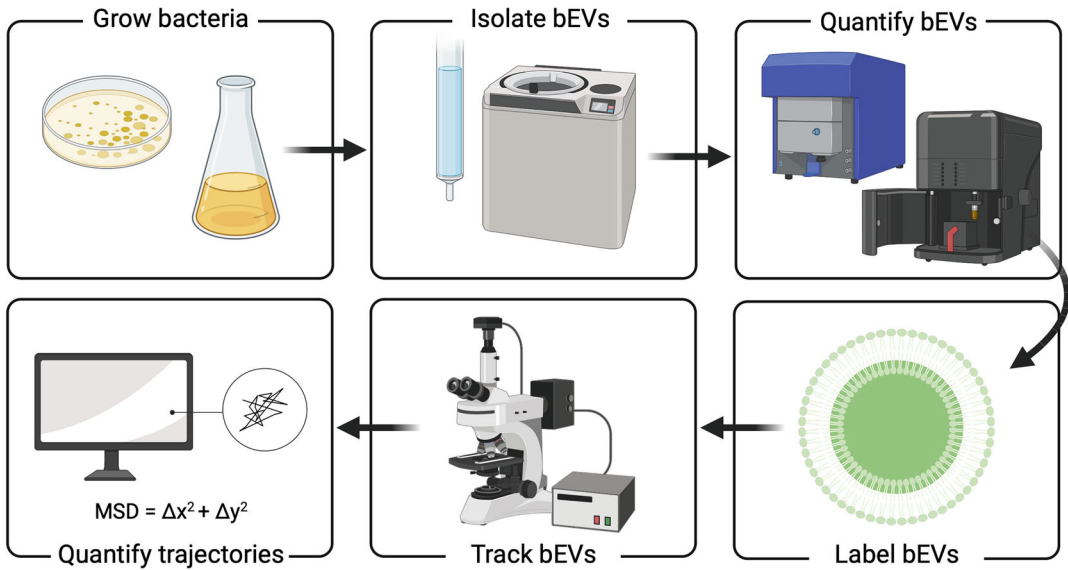 Grow bacteria
Isolate bEVs
Quantify bEVs
Label bEVs
Track bEVs
MSD = Δx² + Δy²
Quantify trajectories